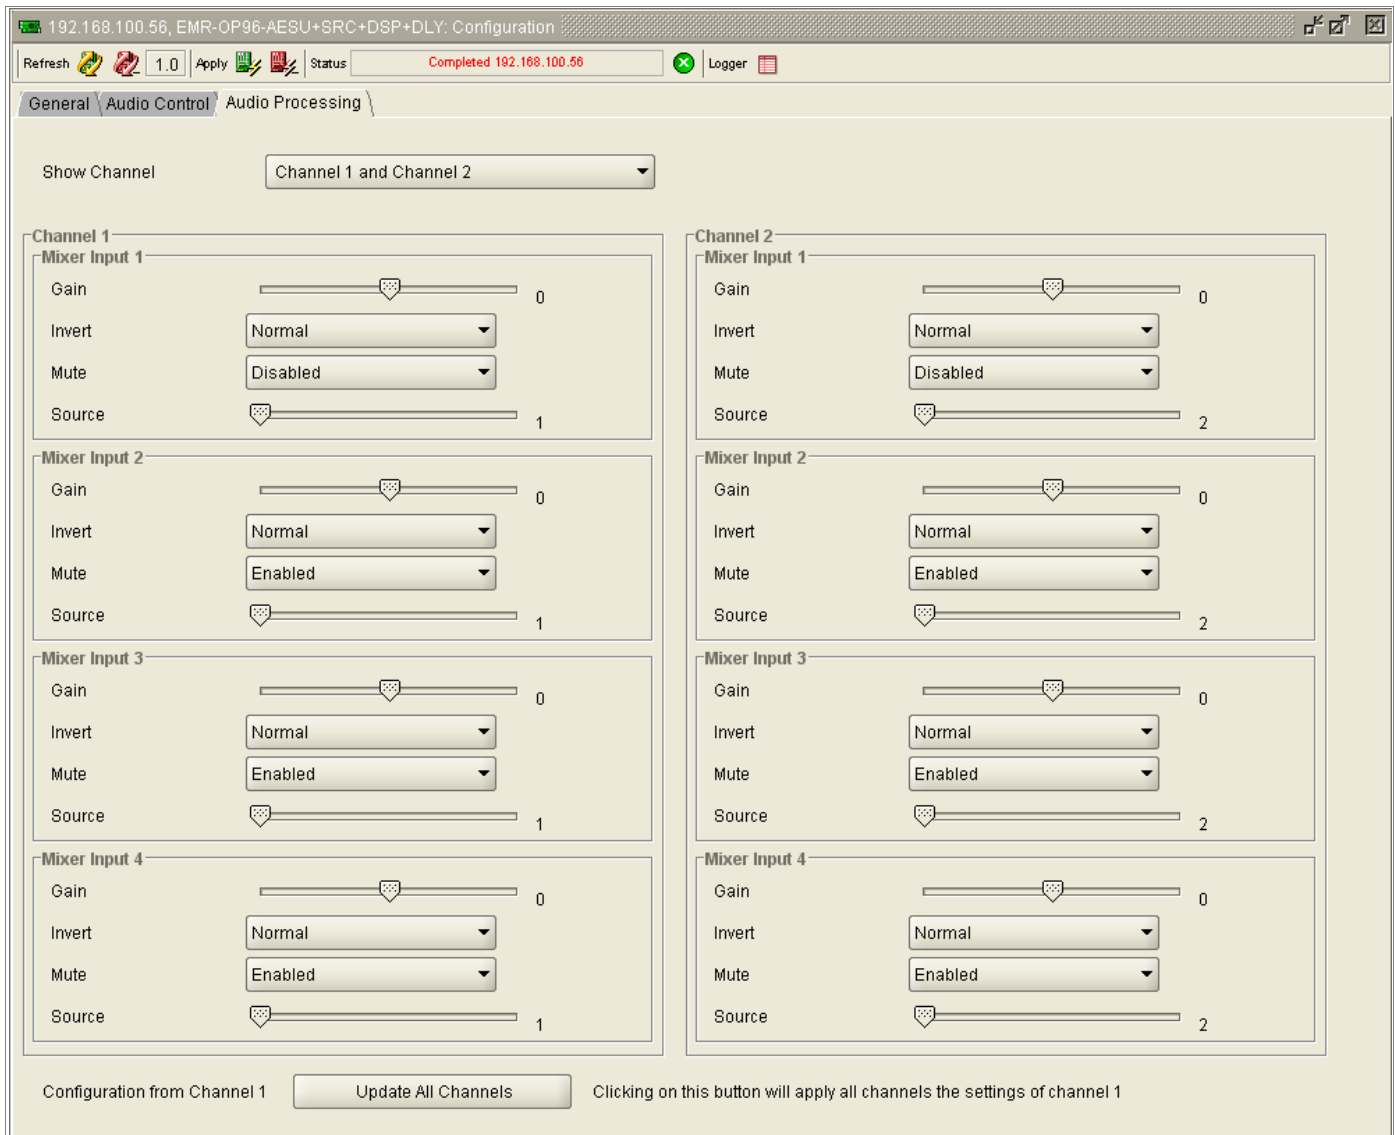 192.168.100.56, EMR-OP96-AESU+SRC+DSP+DLY: Configuration
Refresh 1.0 Apply Status Completed 192.168.100.56 Logger
General Audio Control Audio Processing
Show Channel Channel 1 and Channel 2
Channel 1
Mixer Input 1
Gain 0
Invert Normal
Mute Disabled
Source 1
Mixer Input 2
Gain 0
Invert Normal
Mute Enabled
Source 1
Mixer Input 3
Gain 0
Invert Normal
Mute Enabled
Source 1
Mixer Input 4
Gain 0
Invert Normal
Mute Enabled
Source 1
Channel 2
Mixer Input 1
Gain 0
Invert Normal
Mute Disabled
Source 2
Mixer Input 2
Gain 0
Invert Normal
Mute Enabled
Source 2
Mixer Input 3
Gain 0
Invert Normal
Mute Enabled
Source 2
Mixer Input 4
Gain 0
Invert Normal
Mute Enabled
Source 2
Configuration from Channel 1 Update All Channels Clicking on this button will apply all channels the settings of channel 1